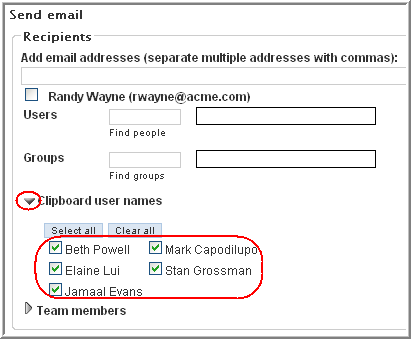 Send email
Recipients
Add email addresses (separate multiple addresses with commas):
Randy Wayne (rwayne@acme.com)
Users
Find people
Groups
Find groups
Clipboard user names
Select all Clear all
Beth Powell Mark Capodilupo
Elaine Lui Stan Grossman
Jamaal Evans
Team members